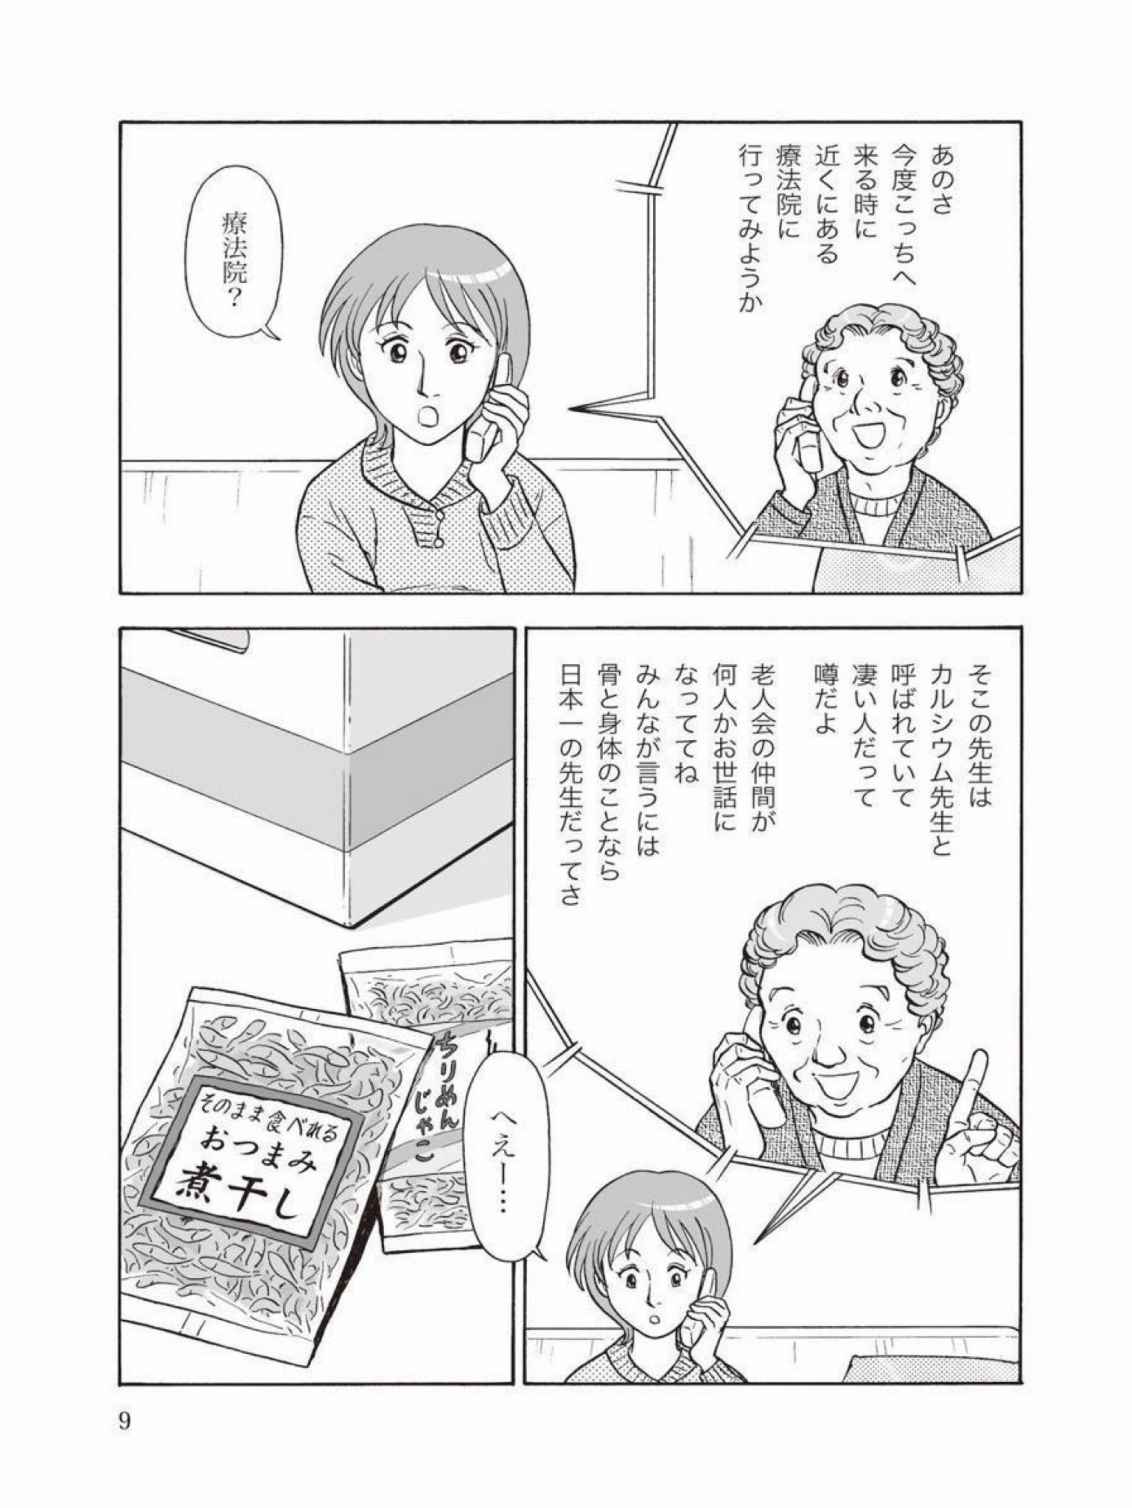 あのさ
今度こっちへ
来る時に
近くにある
療法院に
行ってみようか
療法院？
そこの先生は
カルシウム先生と
呼ばれていて
凄い人だって
噂だよ
老人会の仲間が
何人かお世話に
なっててね
みんなが言うには
骨と身体のことなら
日本一の先生だってさ
へえー…
ちりめん
じゃこ
そのまま食べれる
おつまみ
煮干し
9